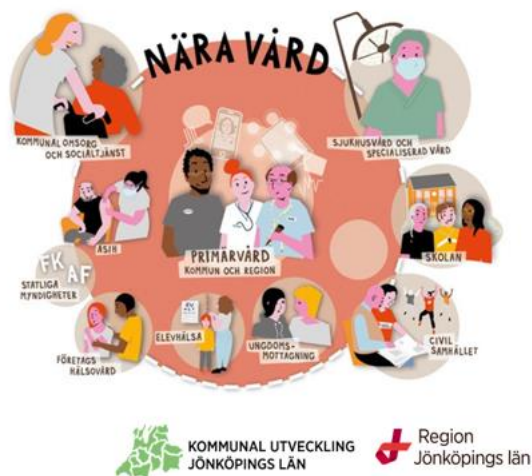 NÄRA VÅRD
KOMMUNAL OMSORG
OCH SOCIALTJÄNST
SJUKHUSVÅRD OCH
SPECIALISERAD VÅRD
ASIH
PRIMÄRVÅRD
KOMMUN OCH REGION
SKOLAN
FK
AF
STATLIGA
MYNDIGHETER
ELEVHÄLSA
UNGDOMS-
MOTTAGNING
CIVIL
SAMHÄLLET
FÖRETAGS
HÄLSOVÅRD
KOMMUNAL UTVECKLING
JÖNKÖPINGS LÄN
Region
Jönköpings län